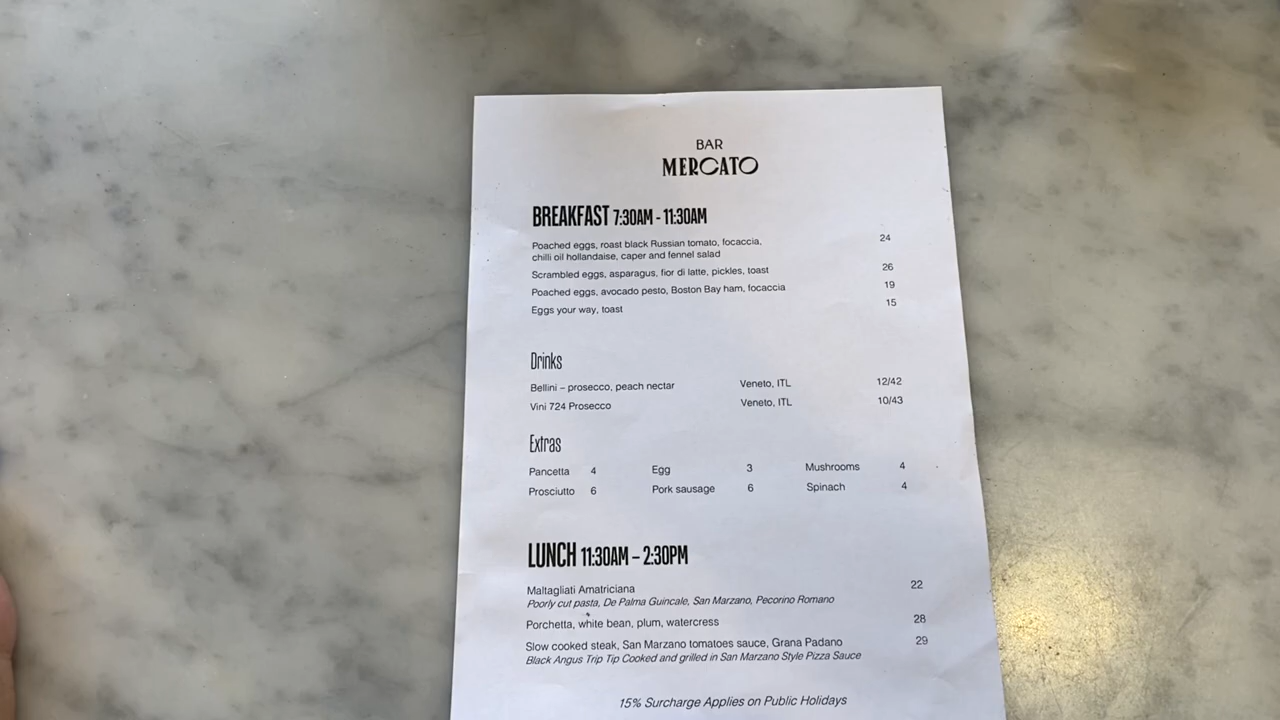 BAR
MERCATO
BREAKFAST 7:30AM - 11:30AM
Poached eggs, roast black Russian tomato, focaccia, 24
chilli oil hollandaise, caper and fennel salad
Scrambled eggs, asparagus, fior di latte, pickles, toast 26
Poached eggs, avocado pesto, Boston Bay ham, focaccia 19
Eggs your way, toast 15
Drinks
Bellini – prosecco, peach nectar Veneto, ITL 12/42
Vini 724 Prosecco Veneto, ITL 10/43
Extras
Pancetta 4 Egg 3 Mushrooms 4
Prosciutto 6 Pork sausage 6 Spinach 4
LUNCH 11:30AM – 2:30PM
Maltagliati Amatriciana 22
Poorly cut pasta, De Palma Guincale, San Marzano, Pecorino Romano
Porchetta, white bean, plum, watercress 28
Slow cooked steak, San Marzano tomatoes sauce, Grana Padano 29
Black Angus Trip Tip Cooked and grilled in San Marzano Style Pizza Sauce
15% Surcharge Applies on Public Holidays